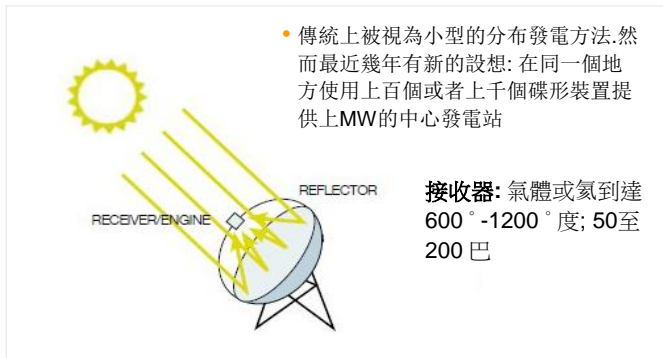 • 傳統上被視為小型的分布發電方法.然
而最近幾年有新的設想: 在同一個地
方使用上百個或者上千個碟形裝置提
供上MW的中心發電站
REFLECTOR
RECEIVER/ENGINE
接收器: 氣體或氦到達
600°-1200°度; 50至
200 巴